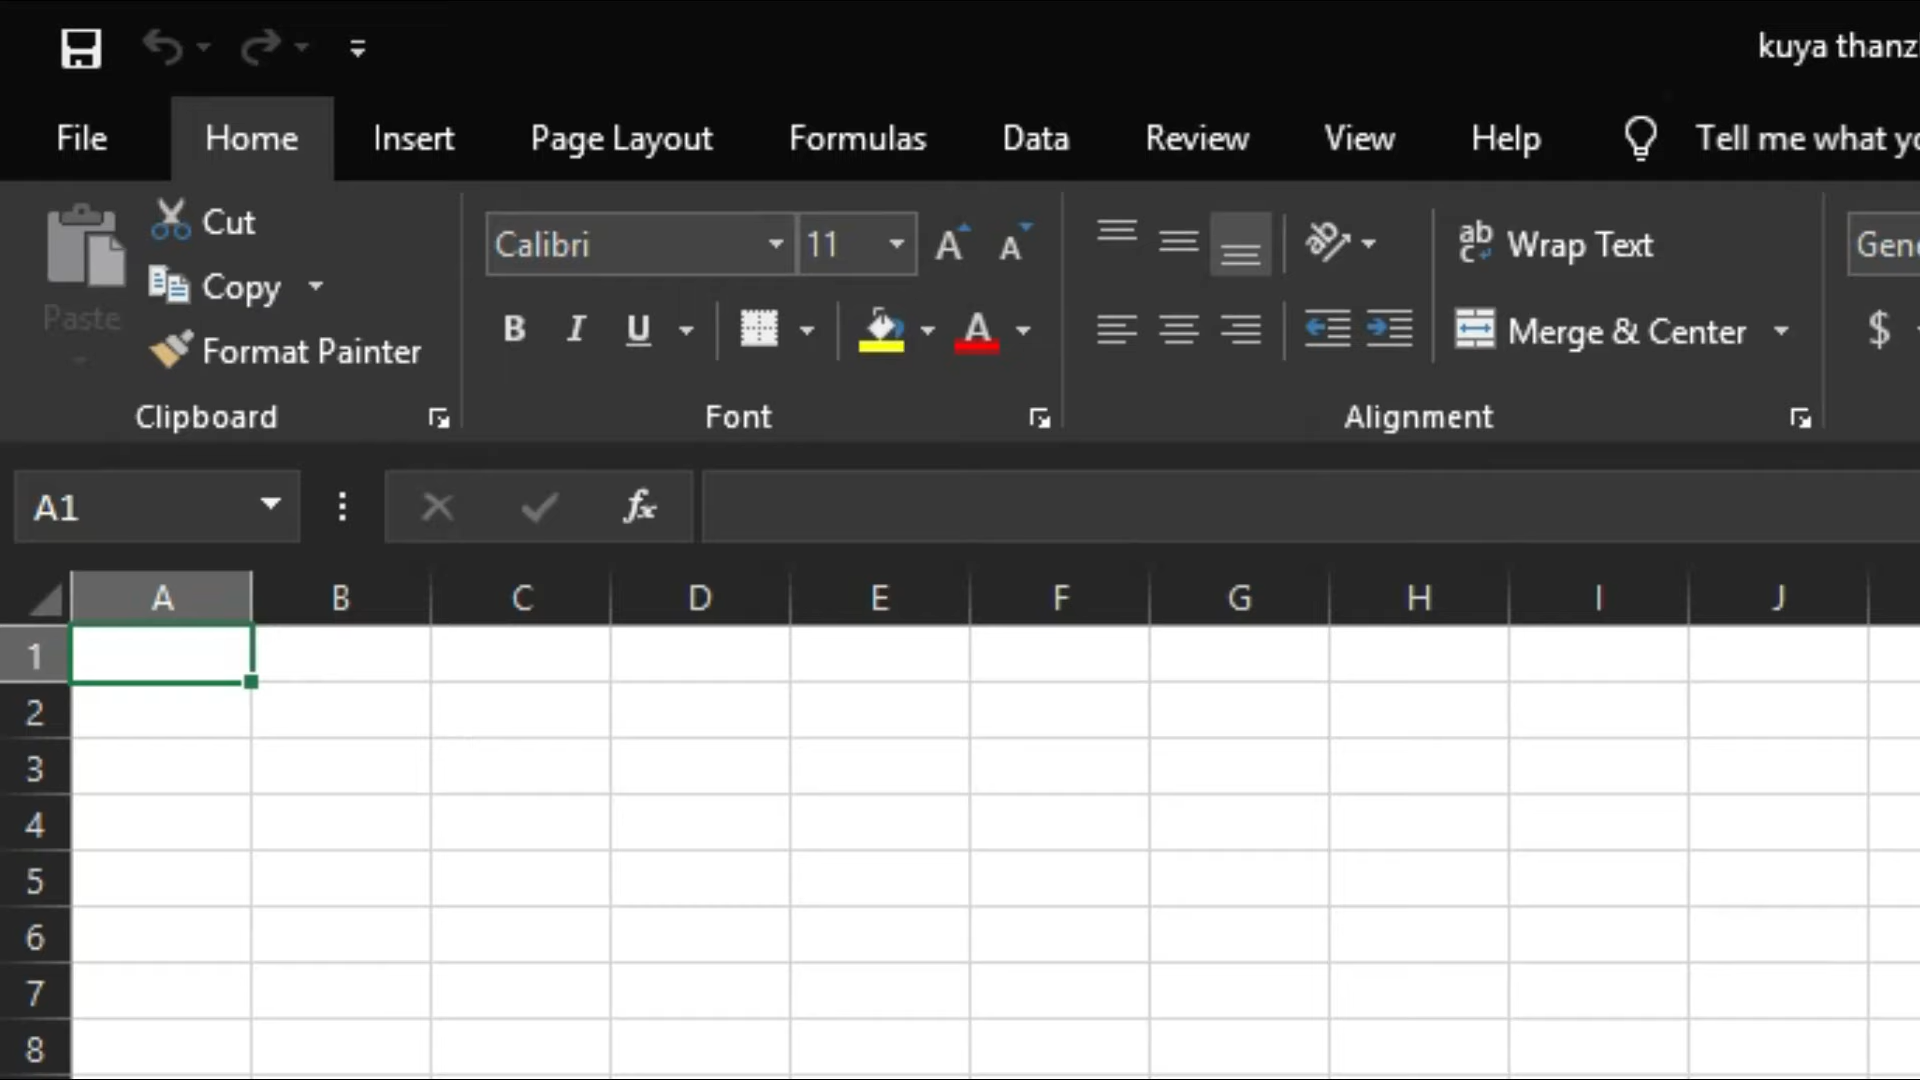 kuya thanz
File Home Insert Page Layout Formulas Data Review View Help Tell me what
Cut
Calibri 11
Wrap Text
Copy
Paste
B I U
Merge & Center $
Format Painter
Clipboard Font Alignment
A1 fx
A B C D E F G H I J
1
2
3
4
5
6
7
8